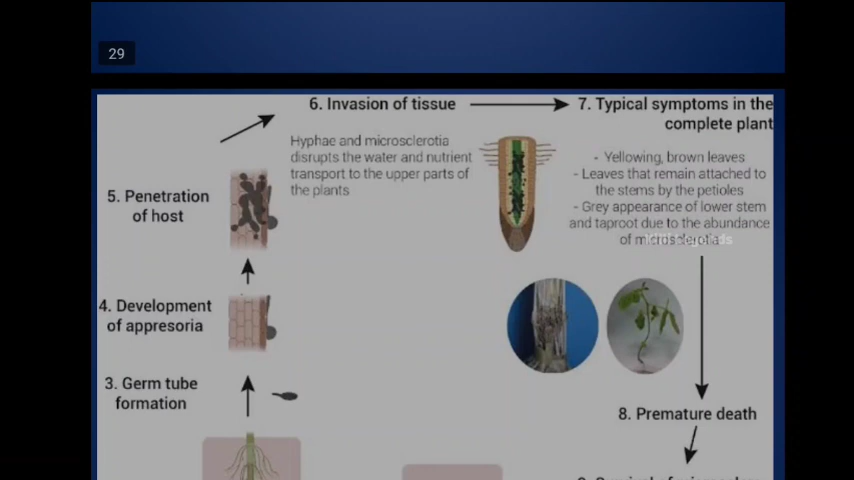 29
6. Invasion of tissue
Hyphae and microsclerotia
disrupts the water and nutrient
transport to the upper parts of
the plants
7. Typical symptoms in the
complete plant
- Yellowing, brown leaves
- Leaves that remain attached to
the stems by the petioles
- Grey appearance of lower stem
and taproot due to the abundance
of microsclerotia
5. Penetration
of host
4. Development
of appresoria
3. Germ tube
formation
8. Premature death